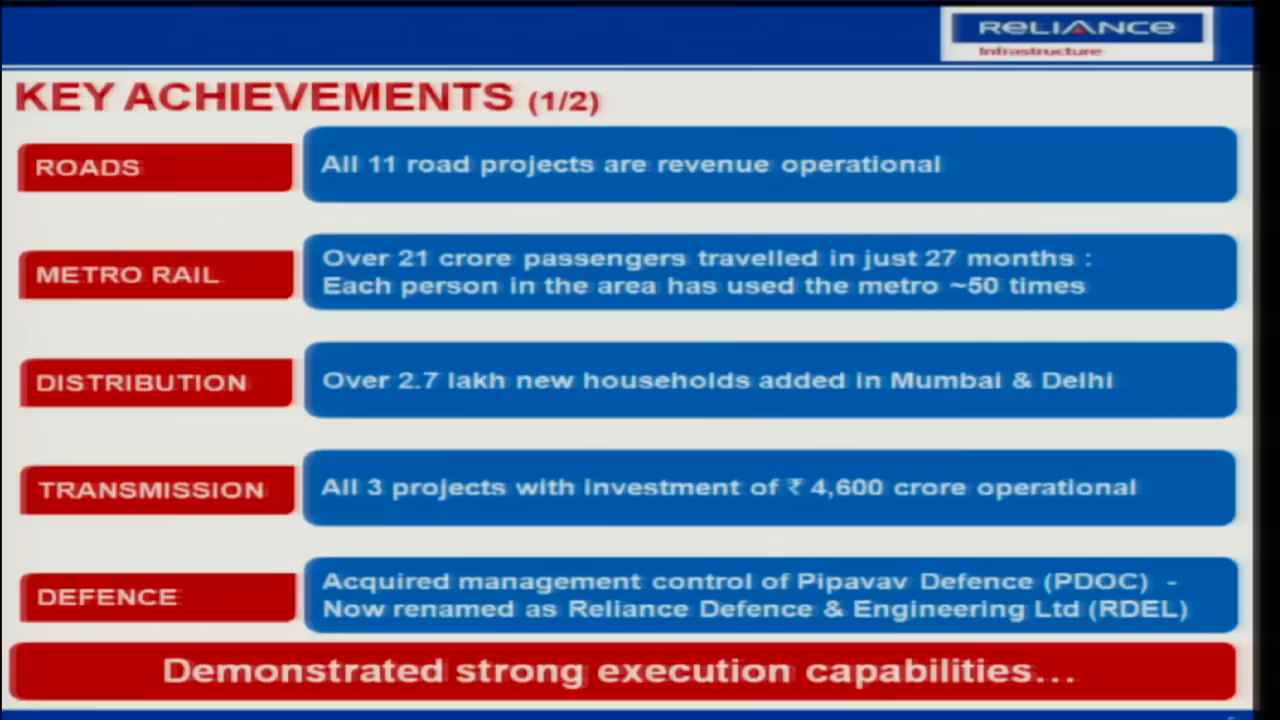 RELIANCE
Infrastructure
KEY ACHIEVEMENTS (1/2)
ROADS
All 11 road projects are revenue operational
METRO RAIL
Over 21 crore passengers travelled in just 27 months :
Each person in the area has used the metro ~50 times
DISTRIBUTION
Over 2.7 lakh new households added in Mumbai & Delhi
TRANSMISSION
All 3 projects with investment of ₹ 4,600 crore operational
DEFENCE
Acquired management control of Pipavav Defence (PDOC) -
Now renamed as Reliance Defence & Engineering Ltd (RDEL)
Demonstrated strong execution capabilities...